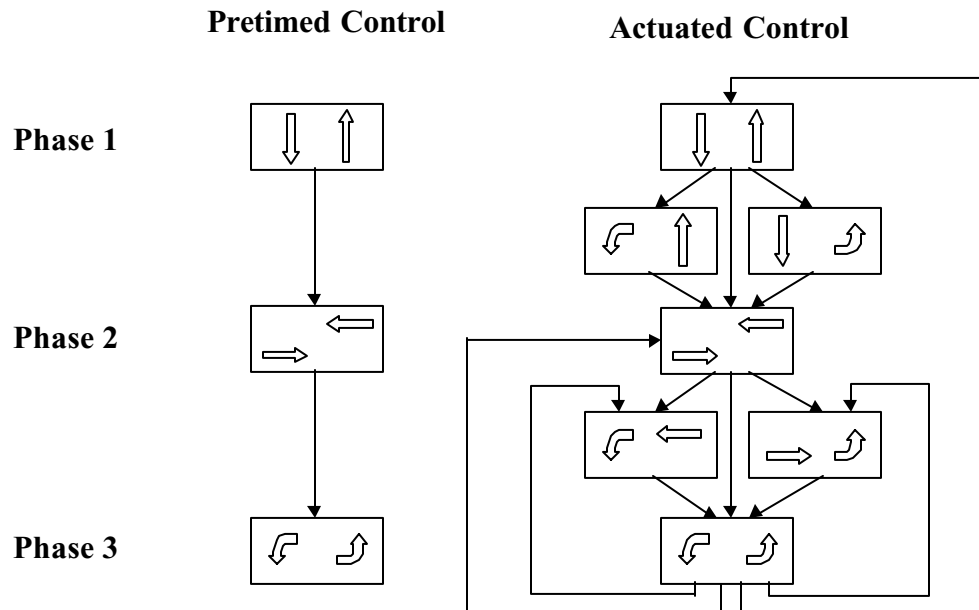 Pretimed Control
Actuated Control
Phase 1
Phase 2
Phase 3